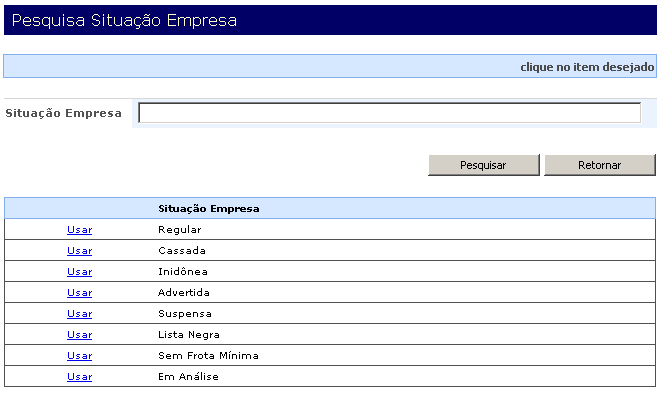 Pesquisa Situação Empresa
clique no item desejado
Situação Empresa
Pesquisar Retornar
Situação Empresa
Usar Regular
Usar Cassada
Usar Inidônea
Usar Advertida
Usar Suspensa
Usar Lista Negra
Usar Sem Frota Mínima
Usar Em Análise